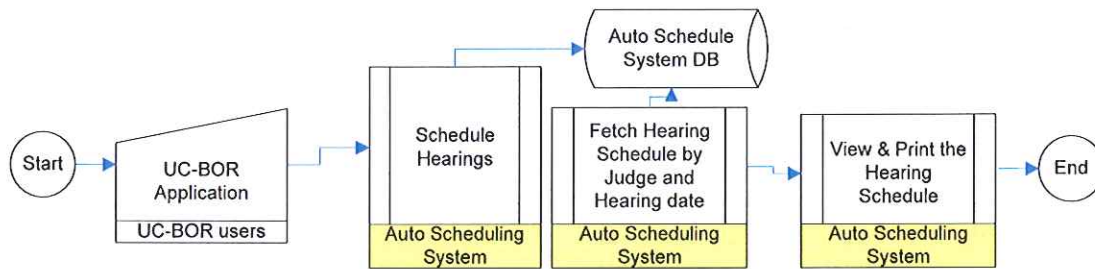 Start
UC-BOR
Application
UC-BOR users
Schedule
Hearings
Auto Scheduling
System
Auto Schedule
System DB
Fetch Hearing
Schedule by
Judge and
Hearing date
Auto Scheduling
System
View & Print the
Hearing
Schedule
Auto Scheduling
System
End